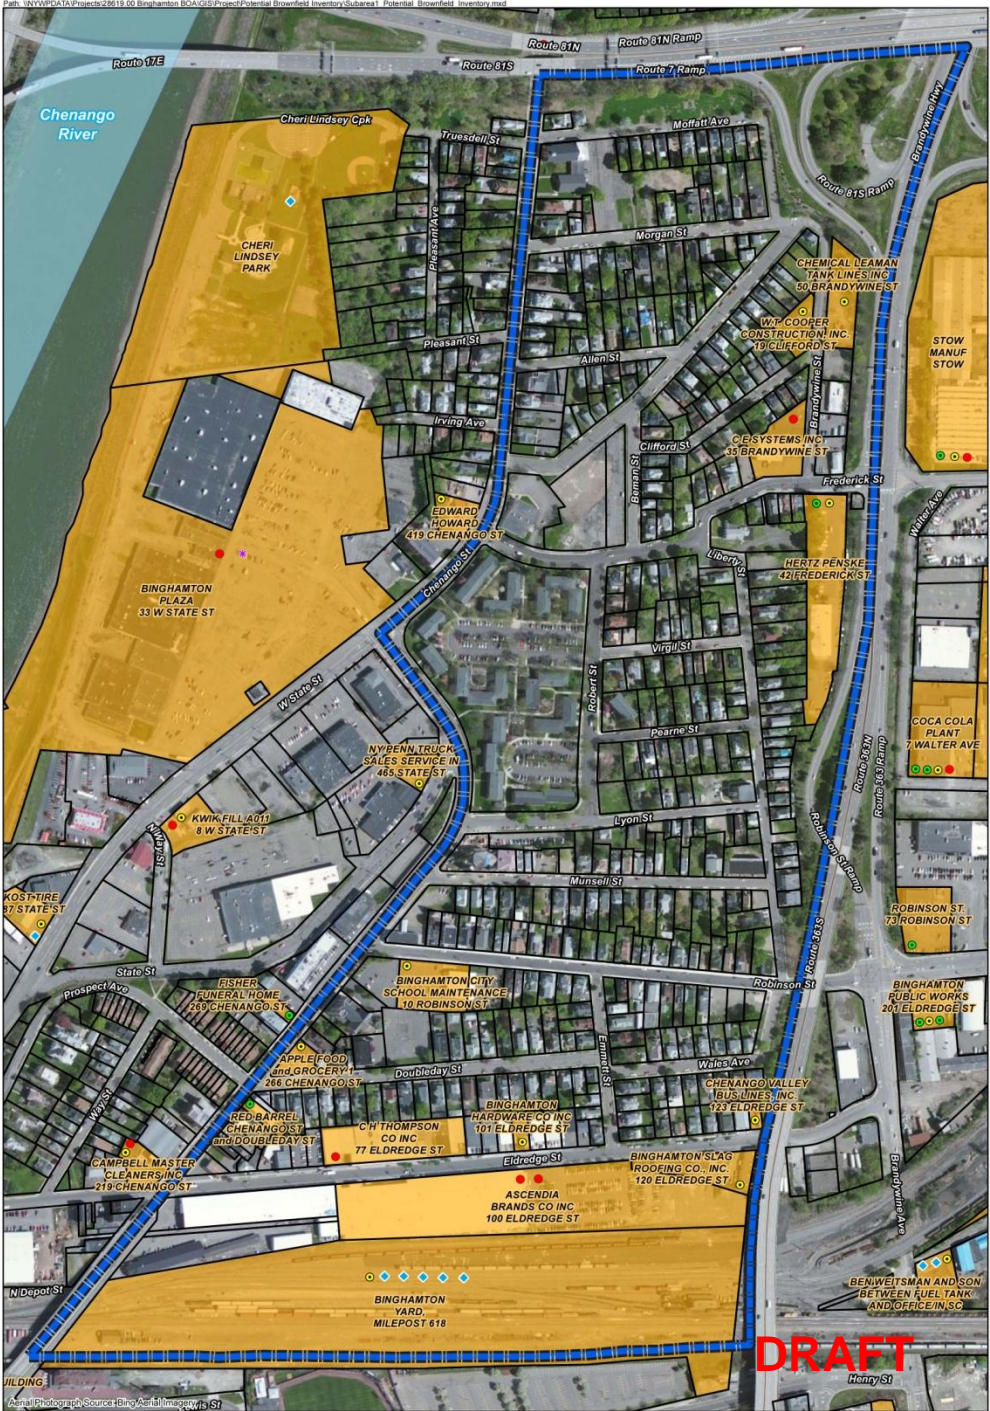 Path: \\NYWPDATA\Projects\28619.00 Binghamton BOA\GIS\Project\Potential Brownfield Inventory\Subarea1_Potential_Brownfield_Inventory.mxd
Route 81N
Route 81N Ramp
Route 17E
Route 81S
Route 7 Ramp
Chenango
River
Cheri Lindsey Cpk
Truesdell St
Moffatt Ave
Brandywine Hwy
Route 81S Ramp
Pleasant Ave
Morgan St
CHERI
LINDSEY
PARK
CHEMICAL LEAMAN
TANK LINES INC
50 BRANDYWINE ST
W.T. COOPER
CONSTRUCTION, INC.
19 CLIFFORD ST
STOW
MANUF
STOW
Pleasant St
Allen St
Brandywine St
Irving Ave
Clifford St
C E SYSTEMS INC
35 BRANDYWINE ST
Beman St
Frederick St
EDWARD
HOWARD
419 CHENANGO ST
Walter Ave
Chenango St
Liberty St
HERTZ PENSKE
42 FREDERICK ST
BINGHAMTON
PLAZA
33 W STATE ST
Virgil St
Robert St
W State St
Pearne St
COCA COLA
PLANT
7 WALTER AVE
NY PENN TRUCK
SALES SERVICE IN
465 STATE ST
Route 363N
Route 363 Ramp
KWIK FILL A011
8 W STATE ST
N Way St
Lyon St
Robinson St Ramp
Munsell St
KOST TIRE
87 STATE ST
ROBINSON ST.
73 ROBINSON ST
Route 363S
State St
Prospect Ave
FISHER
FUNERAL HOME
269 CHENANGO ST
BINGHAMTON CITY
SCHOOL MAINTENANCE
10 ROBINSON ST
Robinson St
BINGHAMTON
PUBLIC WORKS
201 ELDREDGE ST
APPLE FOOD
and GROCERY 1
266 CHENANGO ST
Doubleday St
Emmett St
Wales Ave
Way St
CHENANGO VALLEY
BUS LINES, INC.
123 ELDREDGE ST
RED BARREL
CHENANGO ST
and DOUBLEDAY ST
C H THOMPSON
CO INC
77 ELDREDGE ST
BINGHAMTON
HARDWARE CO INC
101 ELDREDGE ST
CAMPBELL MASTER
CLEANERS INC
219 CHENANGO ST
Eldredge St
BINGHAMTON SLAG
ROOFING CO., INC.
120 ELDREDGE ST
Brandywine Ave
ASCENDIA
BRANDS CO INC
100 ELDREDGE ST
N Depot St
BINGHAMTON
YARD,
MILEPOST 618
BEN WEITSMAN AND SON
BETWEEN FUEL TANK
AND OFFICE/IN SC
DRAFT
Henry St
UILDING
Aerial Photograph Source: Bing Aerial Imagery
ewis St